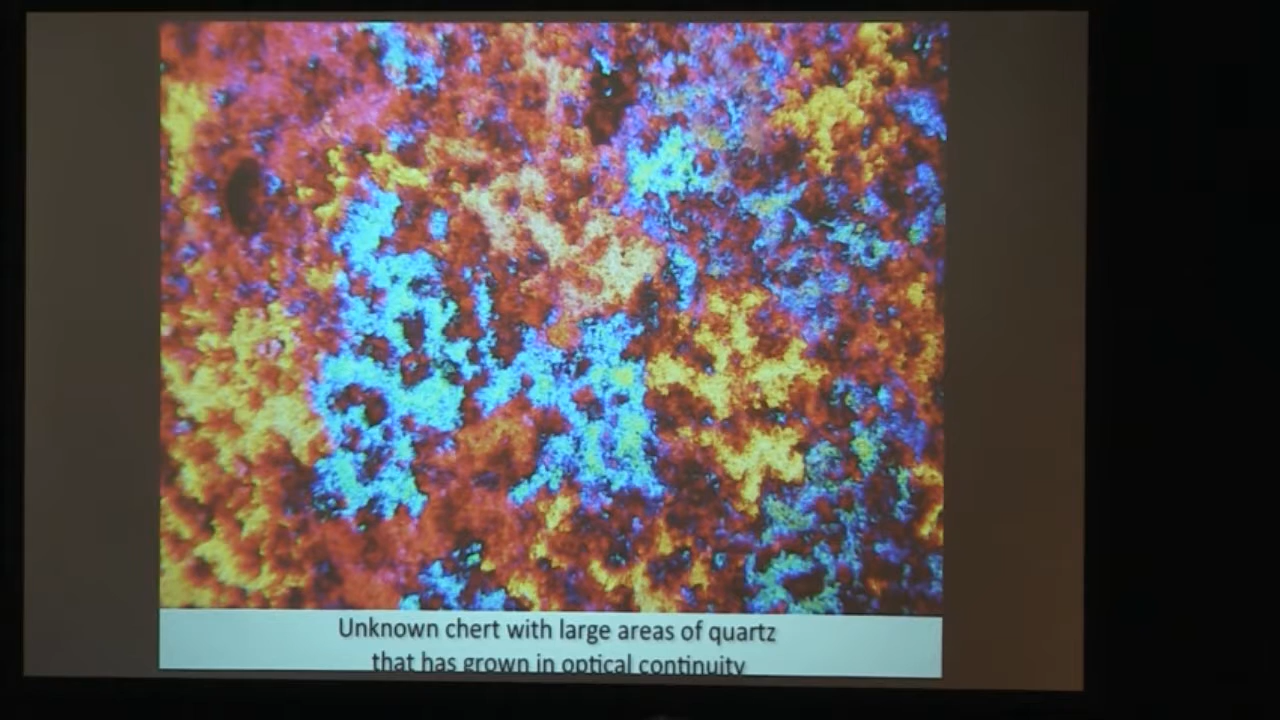 Unknown chert with large areas of quartz
that has grown in optical continuity